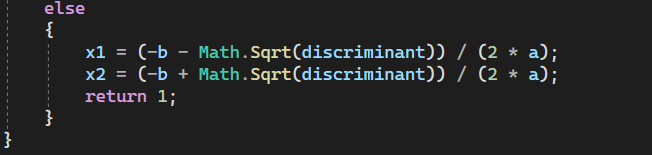 else
{
x1 = (-b - Math.Sqrt(discriminant)) / (2 * a);
x2 = (-b + Math.Sqrt(discriminant)) / (2 * a);
return 1;
}
}